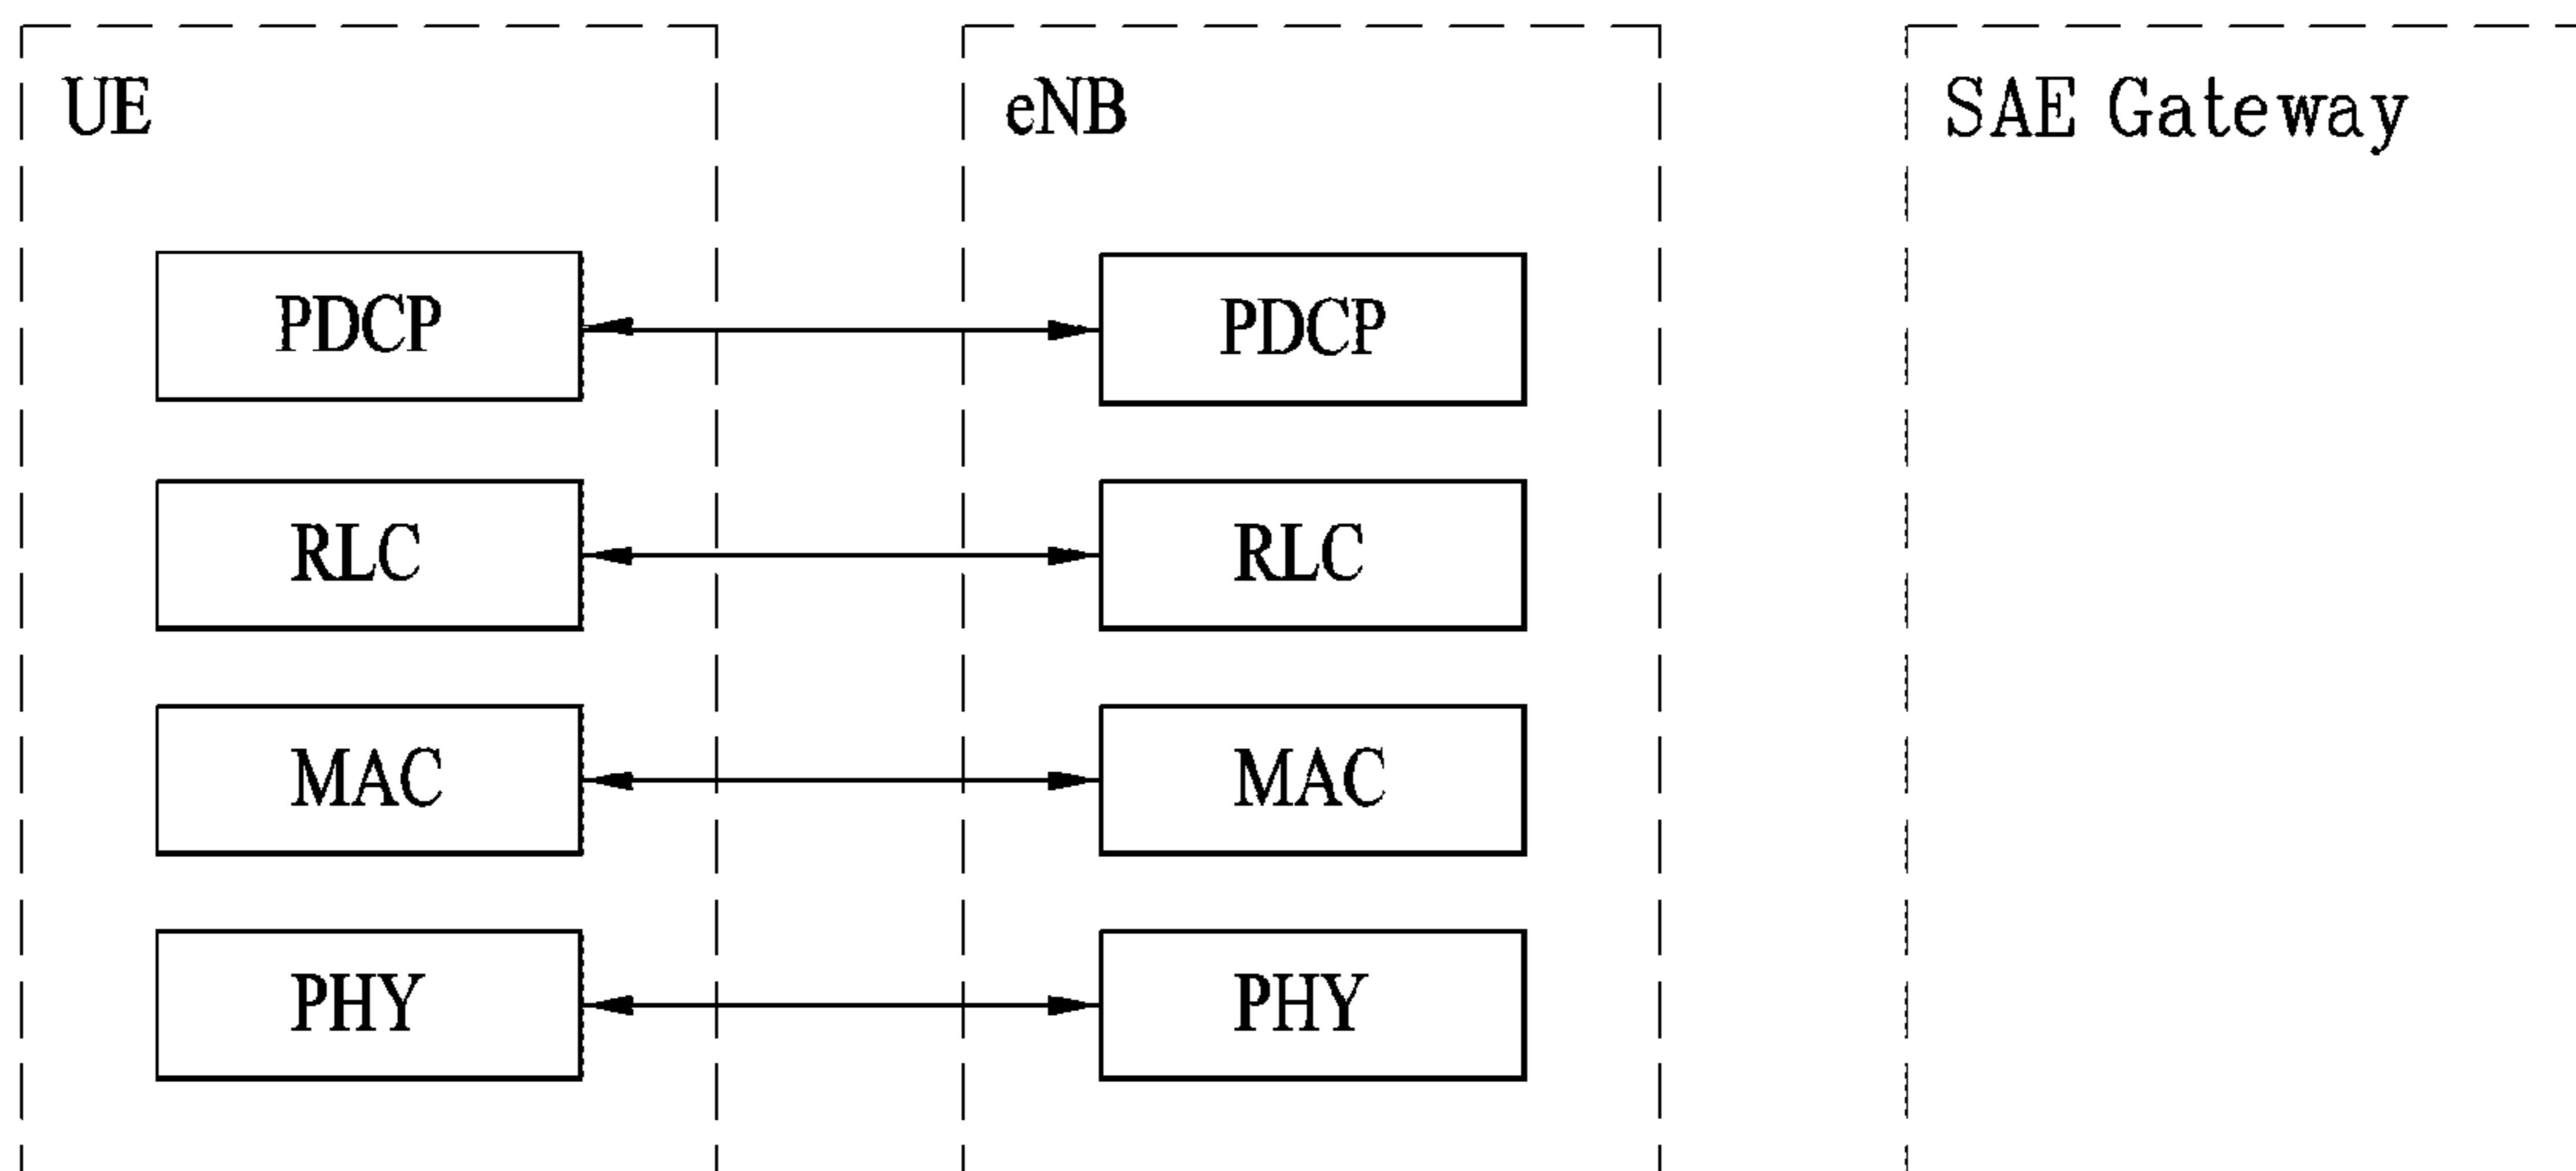 UE
eNB
SAE Gateway
PDCP
PDCP
RLC
RLC
MAC
MAC
PHY
PHY